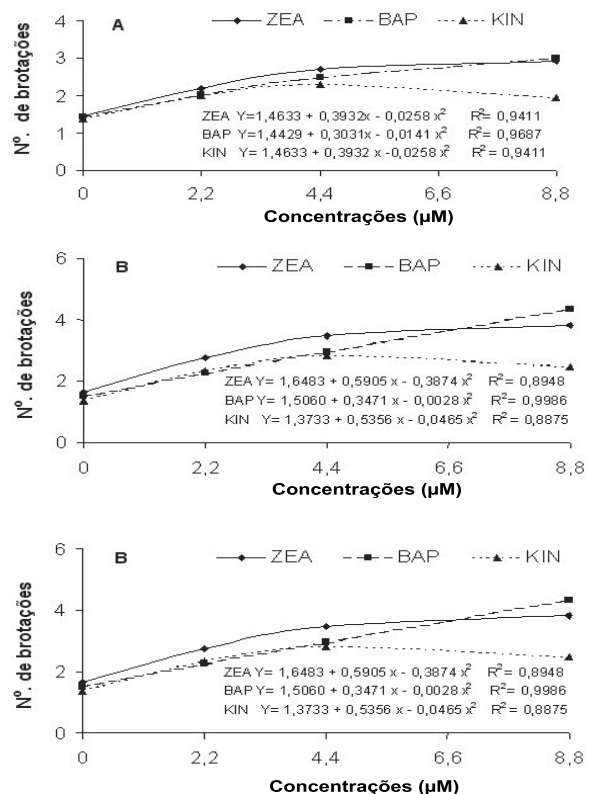 A
ZEA BAP KIN
Nº. de brotações
4
3
2
1
0
ZEA Y=1,4633 + 0,3932x - 0,0258 x² R²= 0,9411
BAP Y=1,4429 + 0,3031x - 0,0141 x² R²= 0,9687
KIN Y= 1,4633 + 0,3932 x -0,0258 x² R²= 0,9411
0 2,2 4,4 6,6 8,8
Concentrações (µM)
B
ZEA BAP KIN
Nº. de brotações
6
4
2
0
ZEA Y= 1,6483 + 0,5905 x - 0,3874 x² R²= 0,8948
BAP Y= 1,5060 + 0,3471 x - 0,0028 x² R²= 0,9986
KIN Y= 1,3733 + 0,5356 x -0,0465 x² R²= 0,8875
0 2,2 4,4 6,6 8,8
Concentrações (µM)
B
ZEA BAP KIN
Nº. de brotações
6
4
2
0
ZEA Y= 1,6483 + 0,5905 x - 0,3874 x² R²= 0,8948
BAP Y= 1,5060 + 0,3471 x - 0,0028 x² R²= 0,9986
KIN Y= 1,3733 + 0,5356 x -0,0465 x² R²= 0,8875
0 2,2 4,4 6,6 8,8
Concentrações (µM)